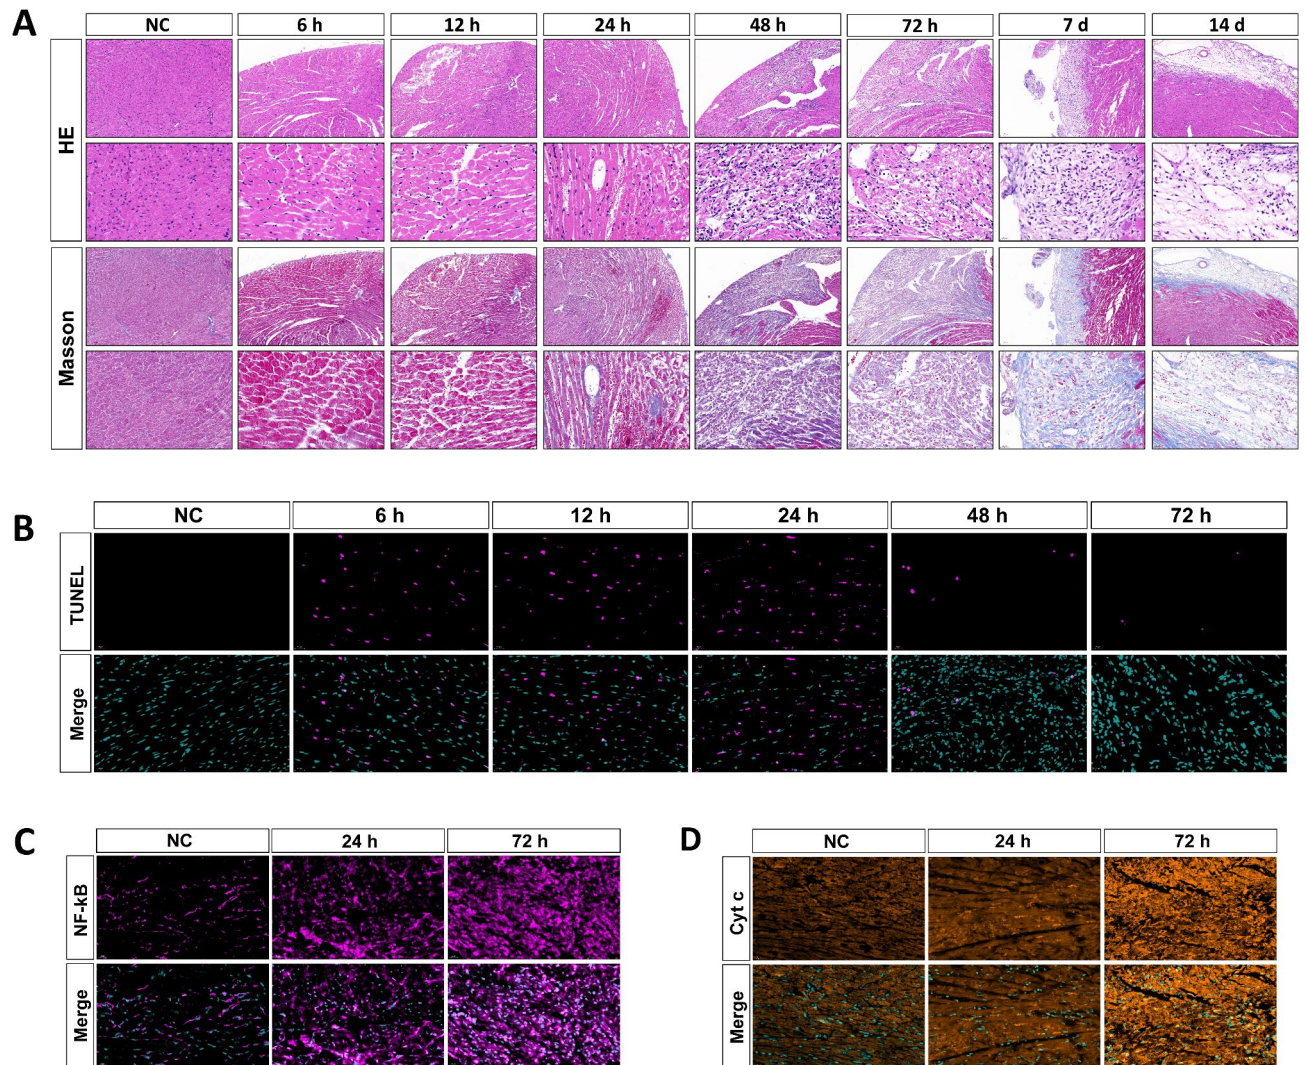 A
NC 6 h 12 h 24 h 48 h 72 h 7 d 14 d
HE
Masson
B
NC 6 h 12 h 24 h 48 h 72 h
TUNEL
Merge
C
NC 24 h 72 h
NF-kB
Merge
D
NC 24 h 72 h
Cyt c
Merge